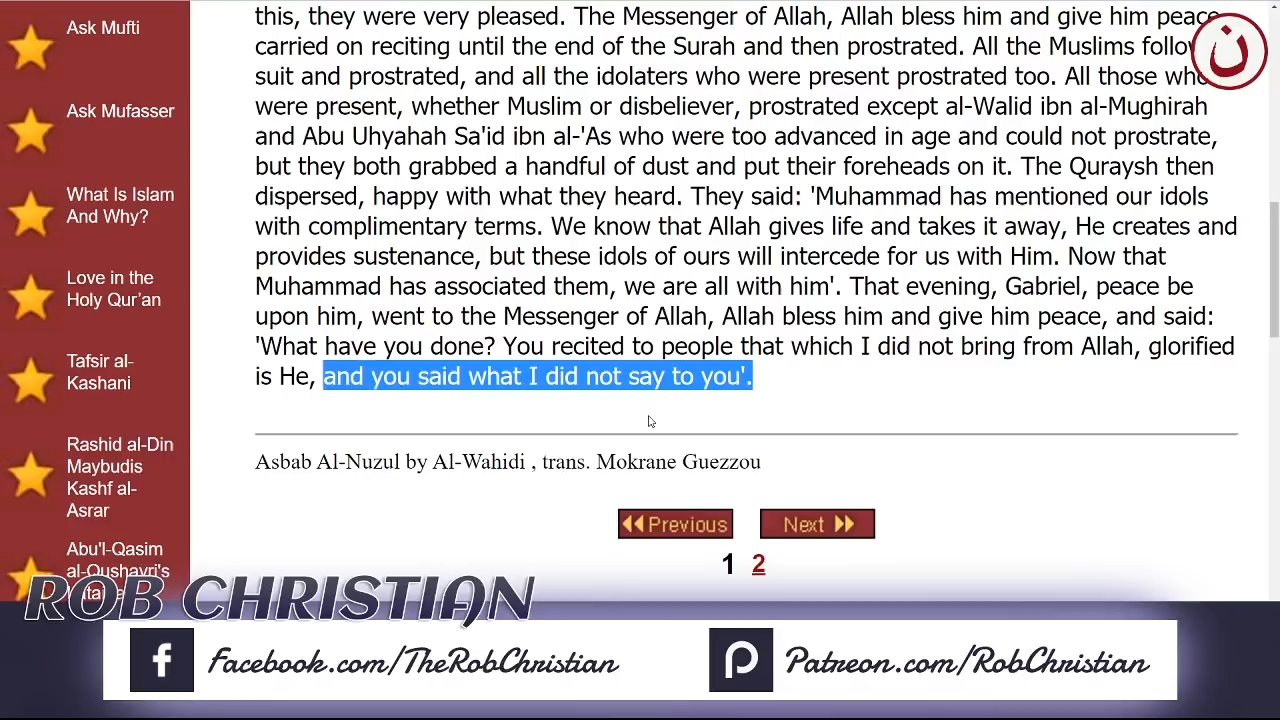 Ask Mufti
Ask Mufasser
What Is Islam
And Why?
Love in the
Holy Qur'an
Tafsir al-
Kashani
Rashid al-Din
Maybudis
Kashf al-
Asrar
Abu'l-Qasim
al-Qushayri's
this, they were very pleased. The Messenger of Allah, Allah bless him and give him peace
carried on reciting until the end of the Surah and then prostrated. All the Muslims
suit and prostrated, and all the idolaters who were present prostrated too. All those who
were present, whether Muslim or disbeliever, prostrated except al-Walid ibn al-Mughirah
and Abu Uhyahah Sa'id ibn al-'As who were too advanced in age and could not prostrate,
but they both grabbed a handful of dust and put their foreheads on it. The Quraysh then
dispersed, happy with what they heard. They said: 'Muhammad has mentioned our idols
with complimentary terms. We know that Allah gives life and takes it away, He creates and
provides sustenance, but these idols of ours will intercede for us with Him. Now that
Muhammad has associated them, we are all with him'. That evening, Gabriel, peace be
upon him, went to the Messenger of Allah, Allah bless him and give him peace, and said:
'What have you done? You recited to people that which I did not bring from Allah, glorified
is He, and you said what I did not say to you'.
Asbab Al-Nuzul by Al-Wahidi , trans. Mokrane Guezzou
Previous
Next
1 2
ن
ROB CHRISTIAN
f
Facebook.com/TheRobChristian
Patreon.com/RobChristian